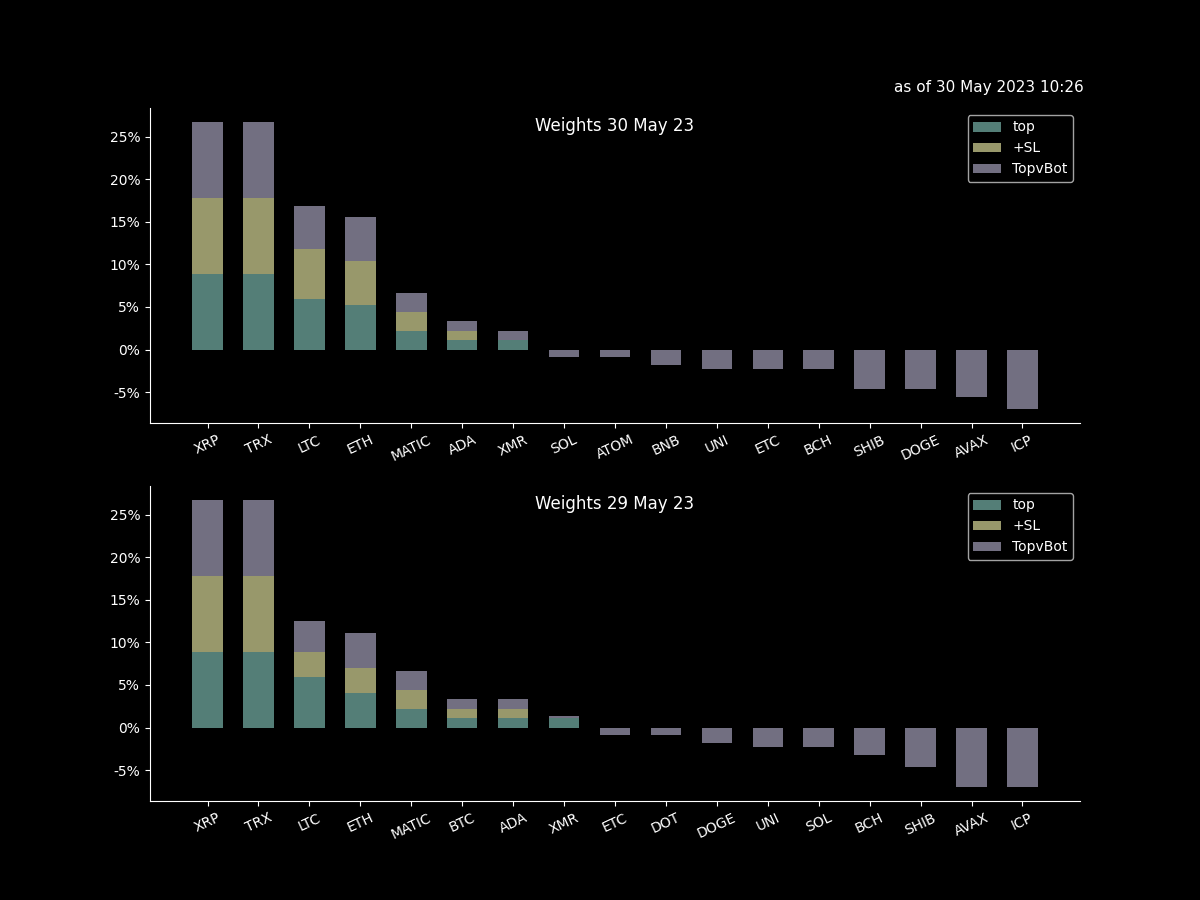 as of 30 May 2023 10:26
Weights 30 May 23
top
+SL
TopvBot
25%
20%
15%
10%
5%
0%
-5%
XRP TRX LTC ETH MATIC ADA XMR SOL ATOM BNB UNI ETC BCH SHIB DOGE AVAX ICP
Weights 29 May 23
top
+SL
TopvBot
25%
20%
15%
10%
5%
0%
-5%
XRP TRX LTC ETH MATIC BTC ADA XMR ETC DOT DOGE UNI SOL BCH SHIB AVAX ICP